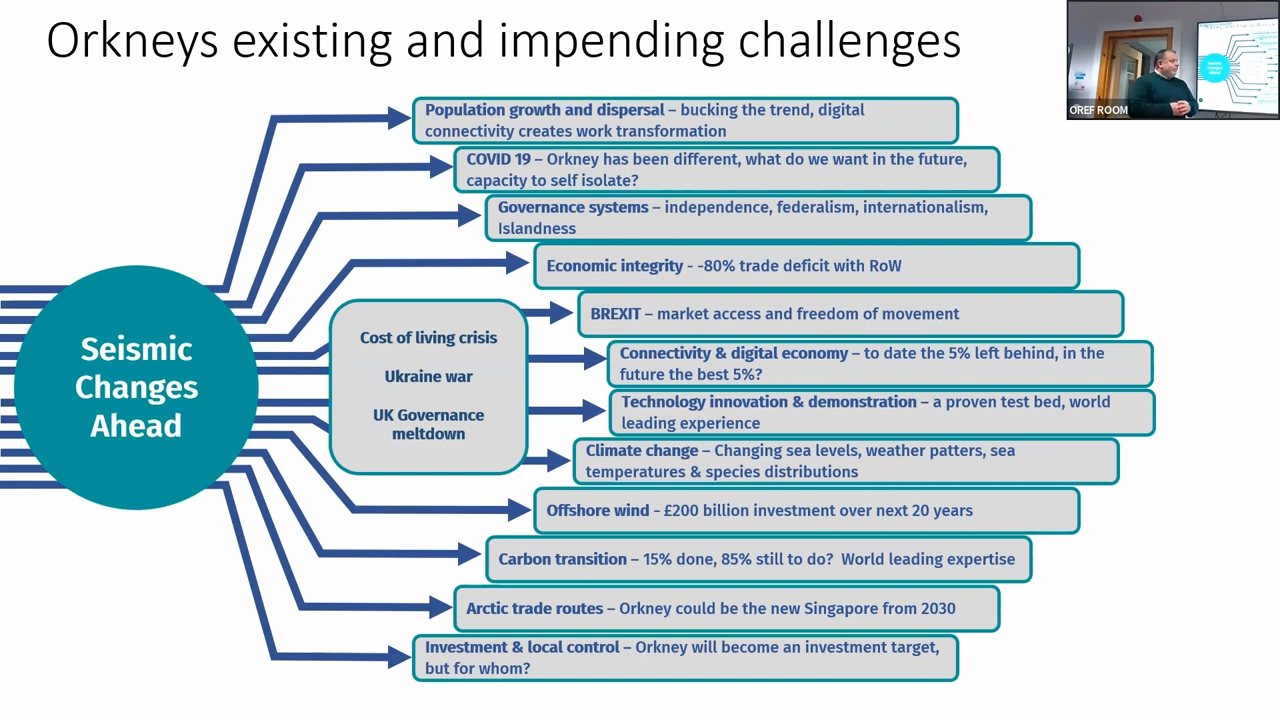 Orkneys existing and impending challenges
OREF ROOM
Seismic
Changes
Ahead
Cost of living crisis
Ukraine war
UK Governance
meltdown
Population growth and dispersal – bucking the trend, digital
connectivity creates work transformation
COVID 19 – Orkney has been different, what do we want in the future,
capacity to self isolate?
Governance systems – independence, federalism, internationalism,
Islandness
Economic integrity - -80% trade deficit with RoW
BREXIT – market access and freedom of movement
Connectivity & digital economy – to date the 5% left behind, in the
future the best 5%?
Technology innovation & demonstration – a proven test bed, world
leading experience
Climate change – Changing sea levels, weather patters, sea
temperatures & species distributions
Offshore wind - £200 billion investment over next 20 years
Carbon transition – 15% done, 85% still to do?  World leading expertise
Arctic trade routes – Orkney could be the new Singapore from 2030
Investment & local control – Orkney will become an investment target,
but for whom?
Seismic
Changes
Ahead